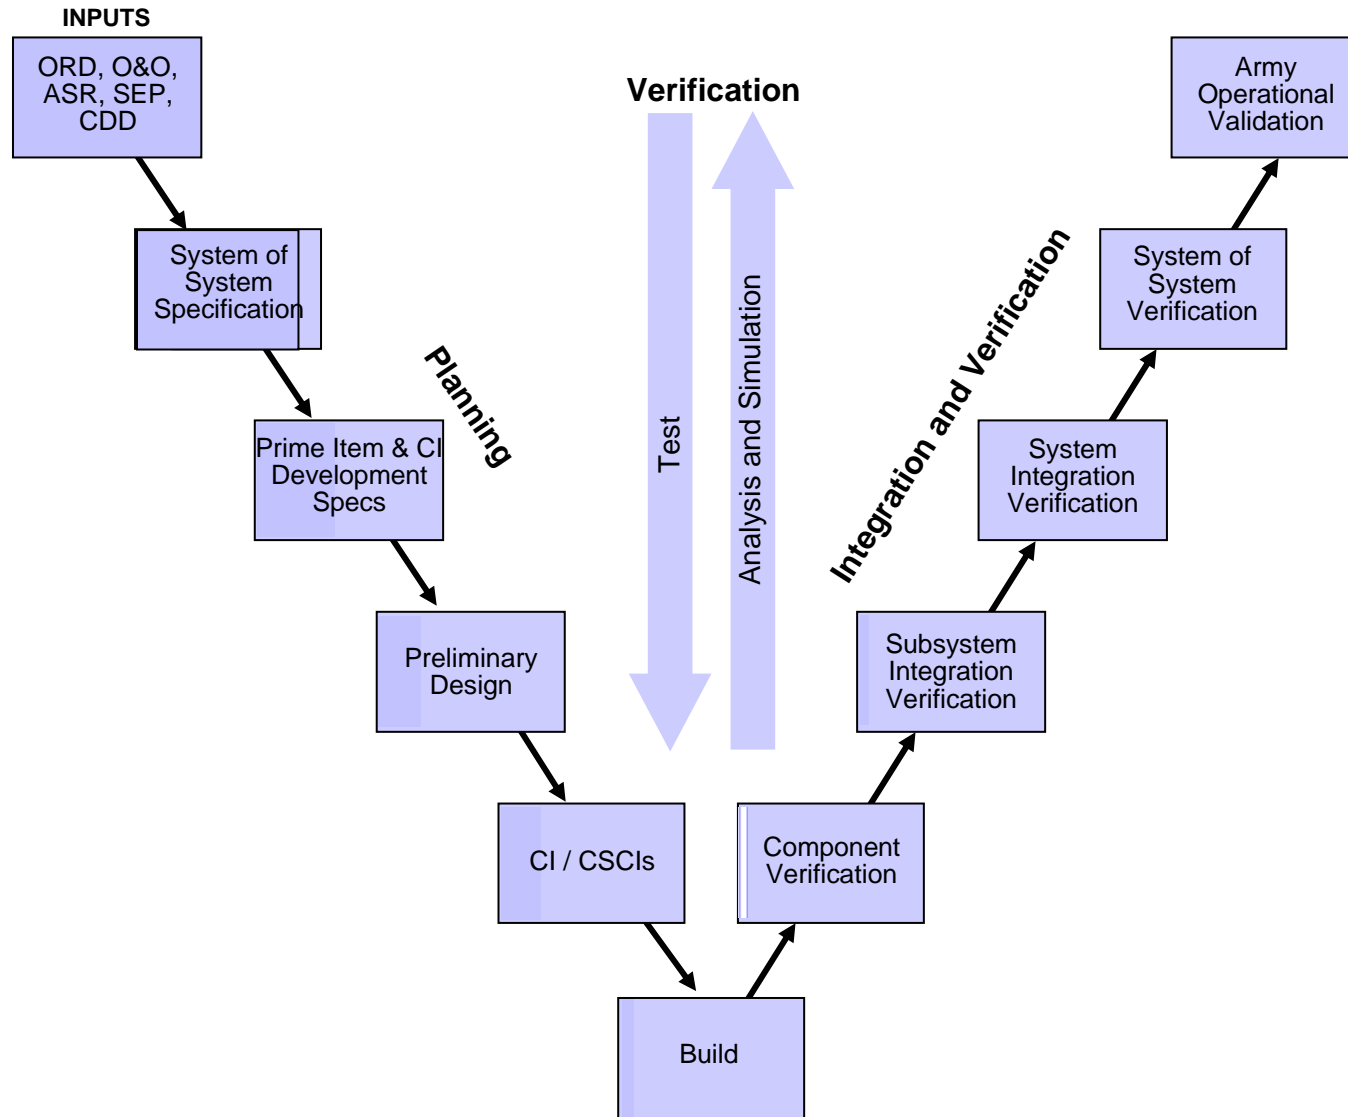 INPUTS
ORD, O&O,
ASR, SEP,
CDD
System of
System
Specification
Prime Item & CI
Development
Specs
Preliminary
Design
CI / CSCIs
Build
Planning
Verification
Test
Analysis and Simulation
Integration and Verification
Component
Verification
Subsystem
Integration
Verification
System
Integration
Verification
System of
System
Verification
Army
Operational
Validation